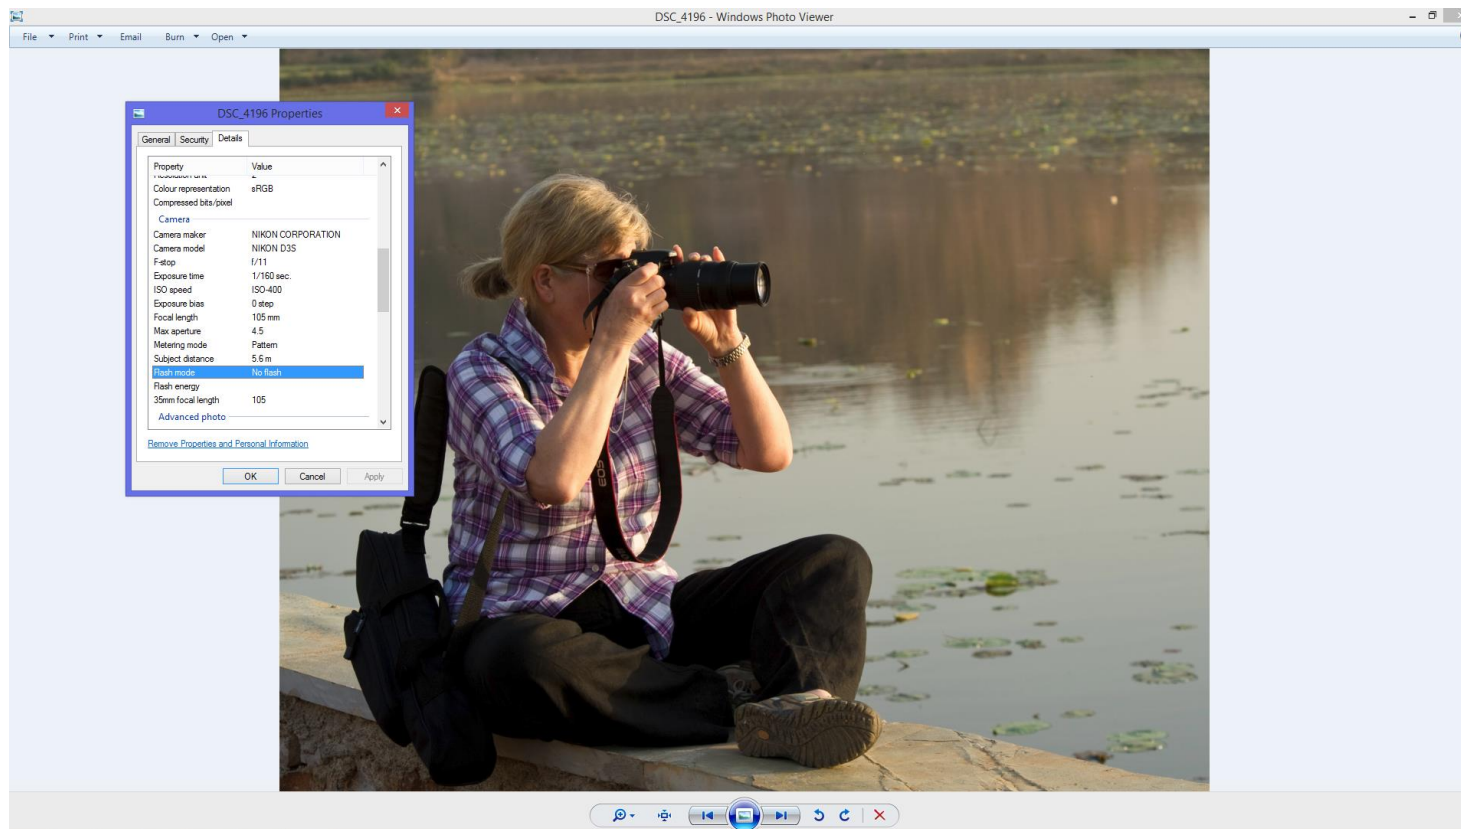 DSC_4196 - Windows Photo Viewer
File Print Email Burn Open
DSC_4196 Properties
General Security Details
Property Value
Resolution unit 2
Colour representation sRGB
Compressed bits/pixel
Camera
Camera maker NIKON CORPORATION
Camera model NIKON D3S
F-stop f/11
Exposure time 1/160 sec.
ISO speed ISO-400
Exposure bias 0 step
Focal length 105 mm
Max aperture 4.5
Metering mode Pattern
Subject distance 5.6 m
Flash mode No flash
Flash energy
35mm focal length 105
Advanced photo
Remove Properties and Personal Information
OK Cancel Apply
EOS